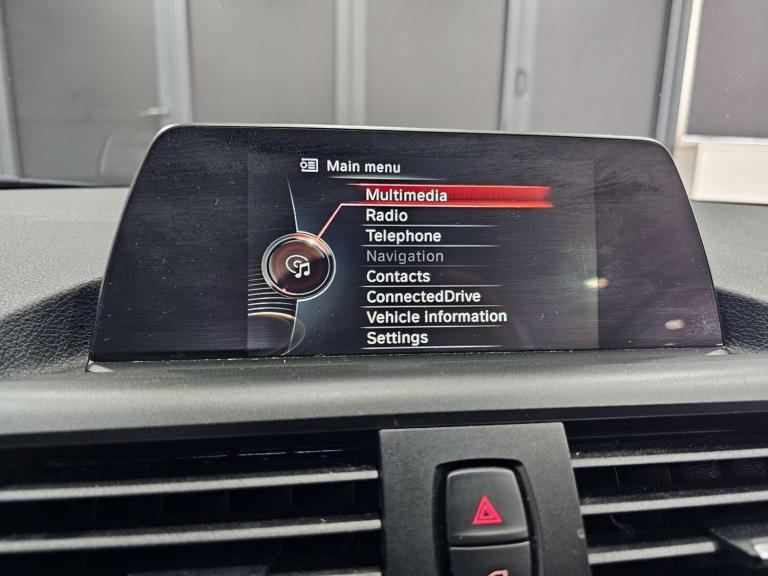 Main menu
Multimedia
Radio
Telephone
Navigation
Contacts
ConnectedDrive
Vehicle information
Settings